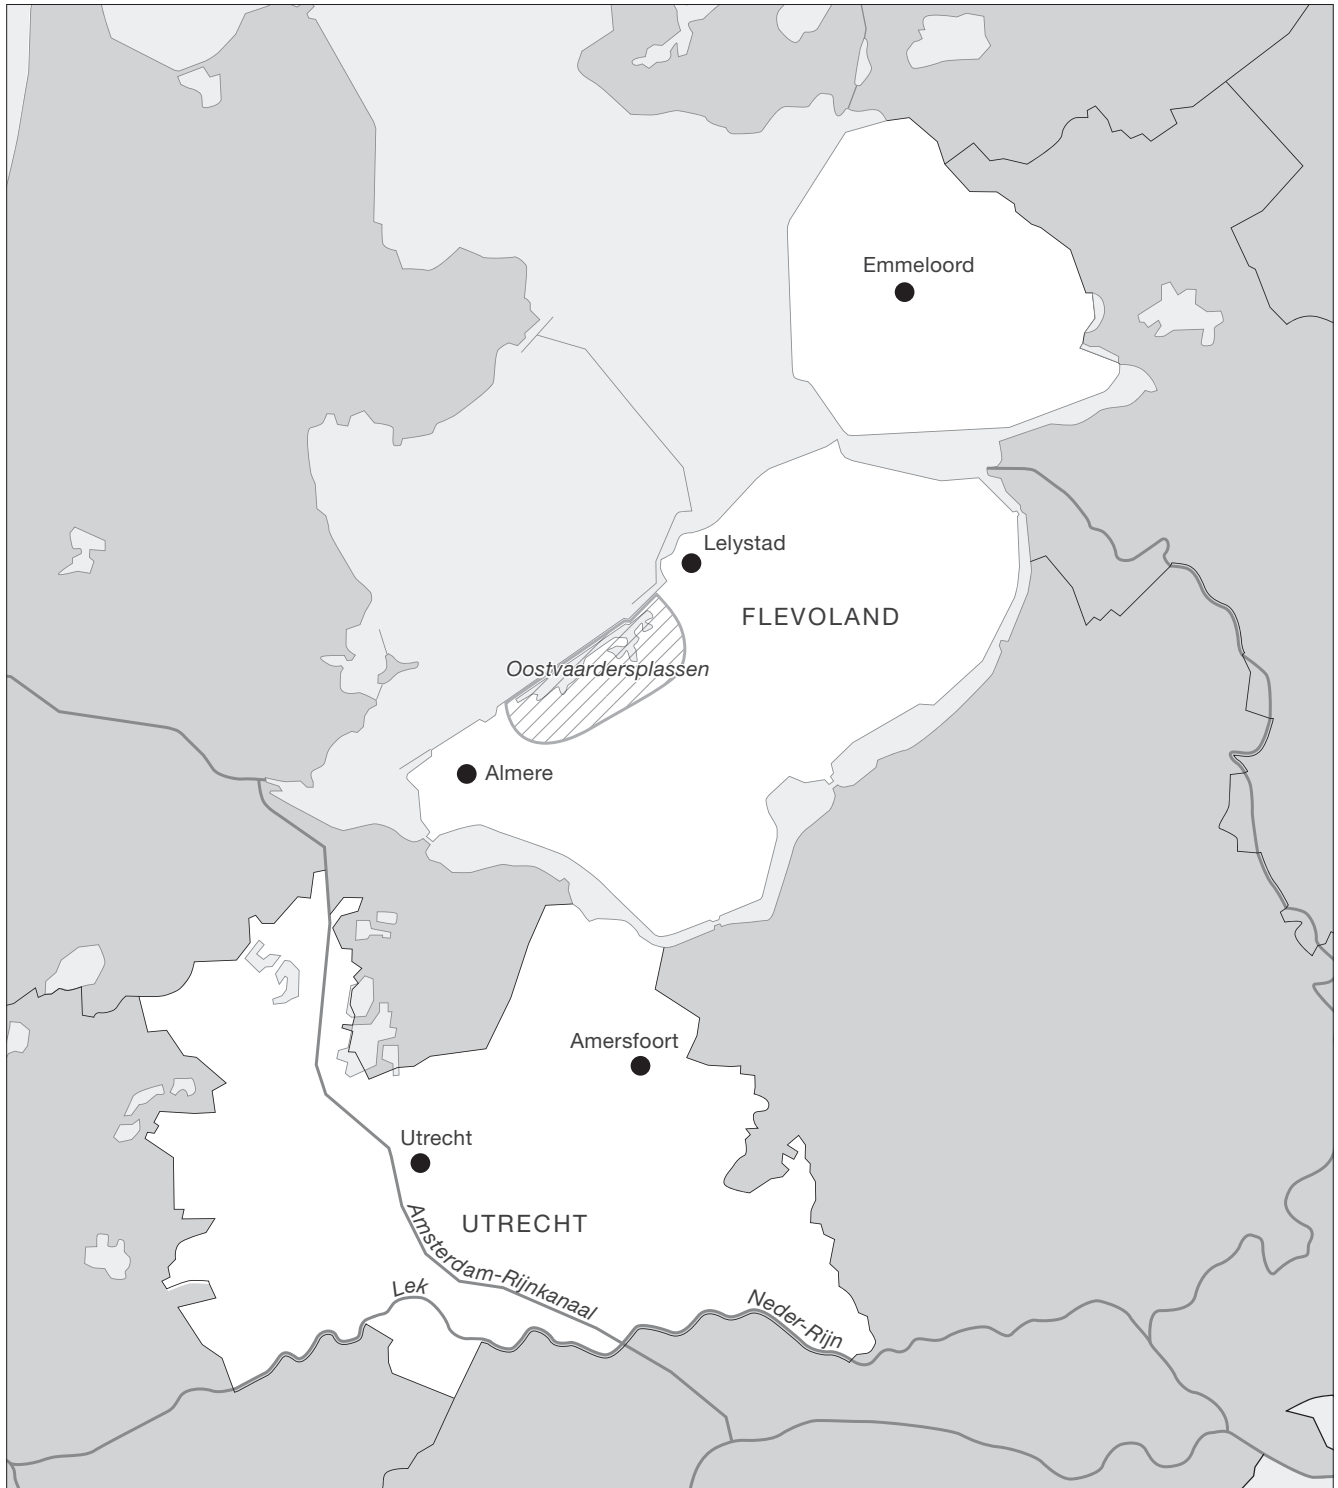 Emmeloord
Lelystad
FLEVOLAND
Oostvaardersplassen
Almere
Amersfoort
Utrecht
UTRECHT
Amsterdam-Rijnkanaal
Lek
Neder-Rijn